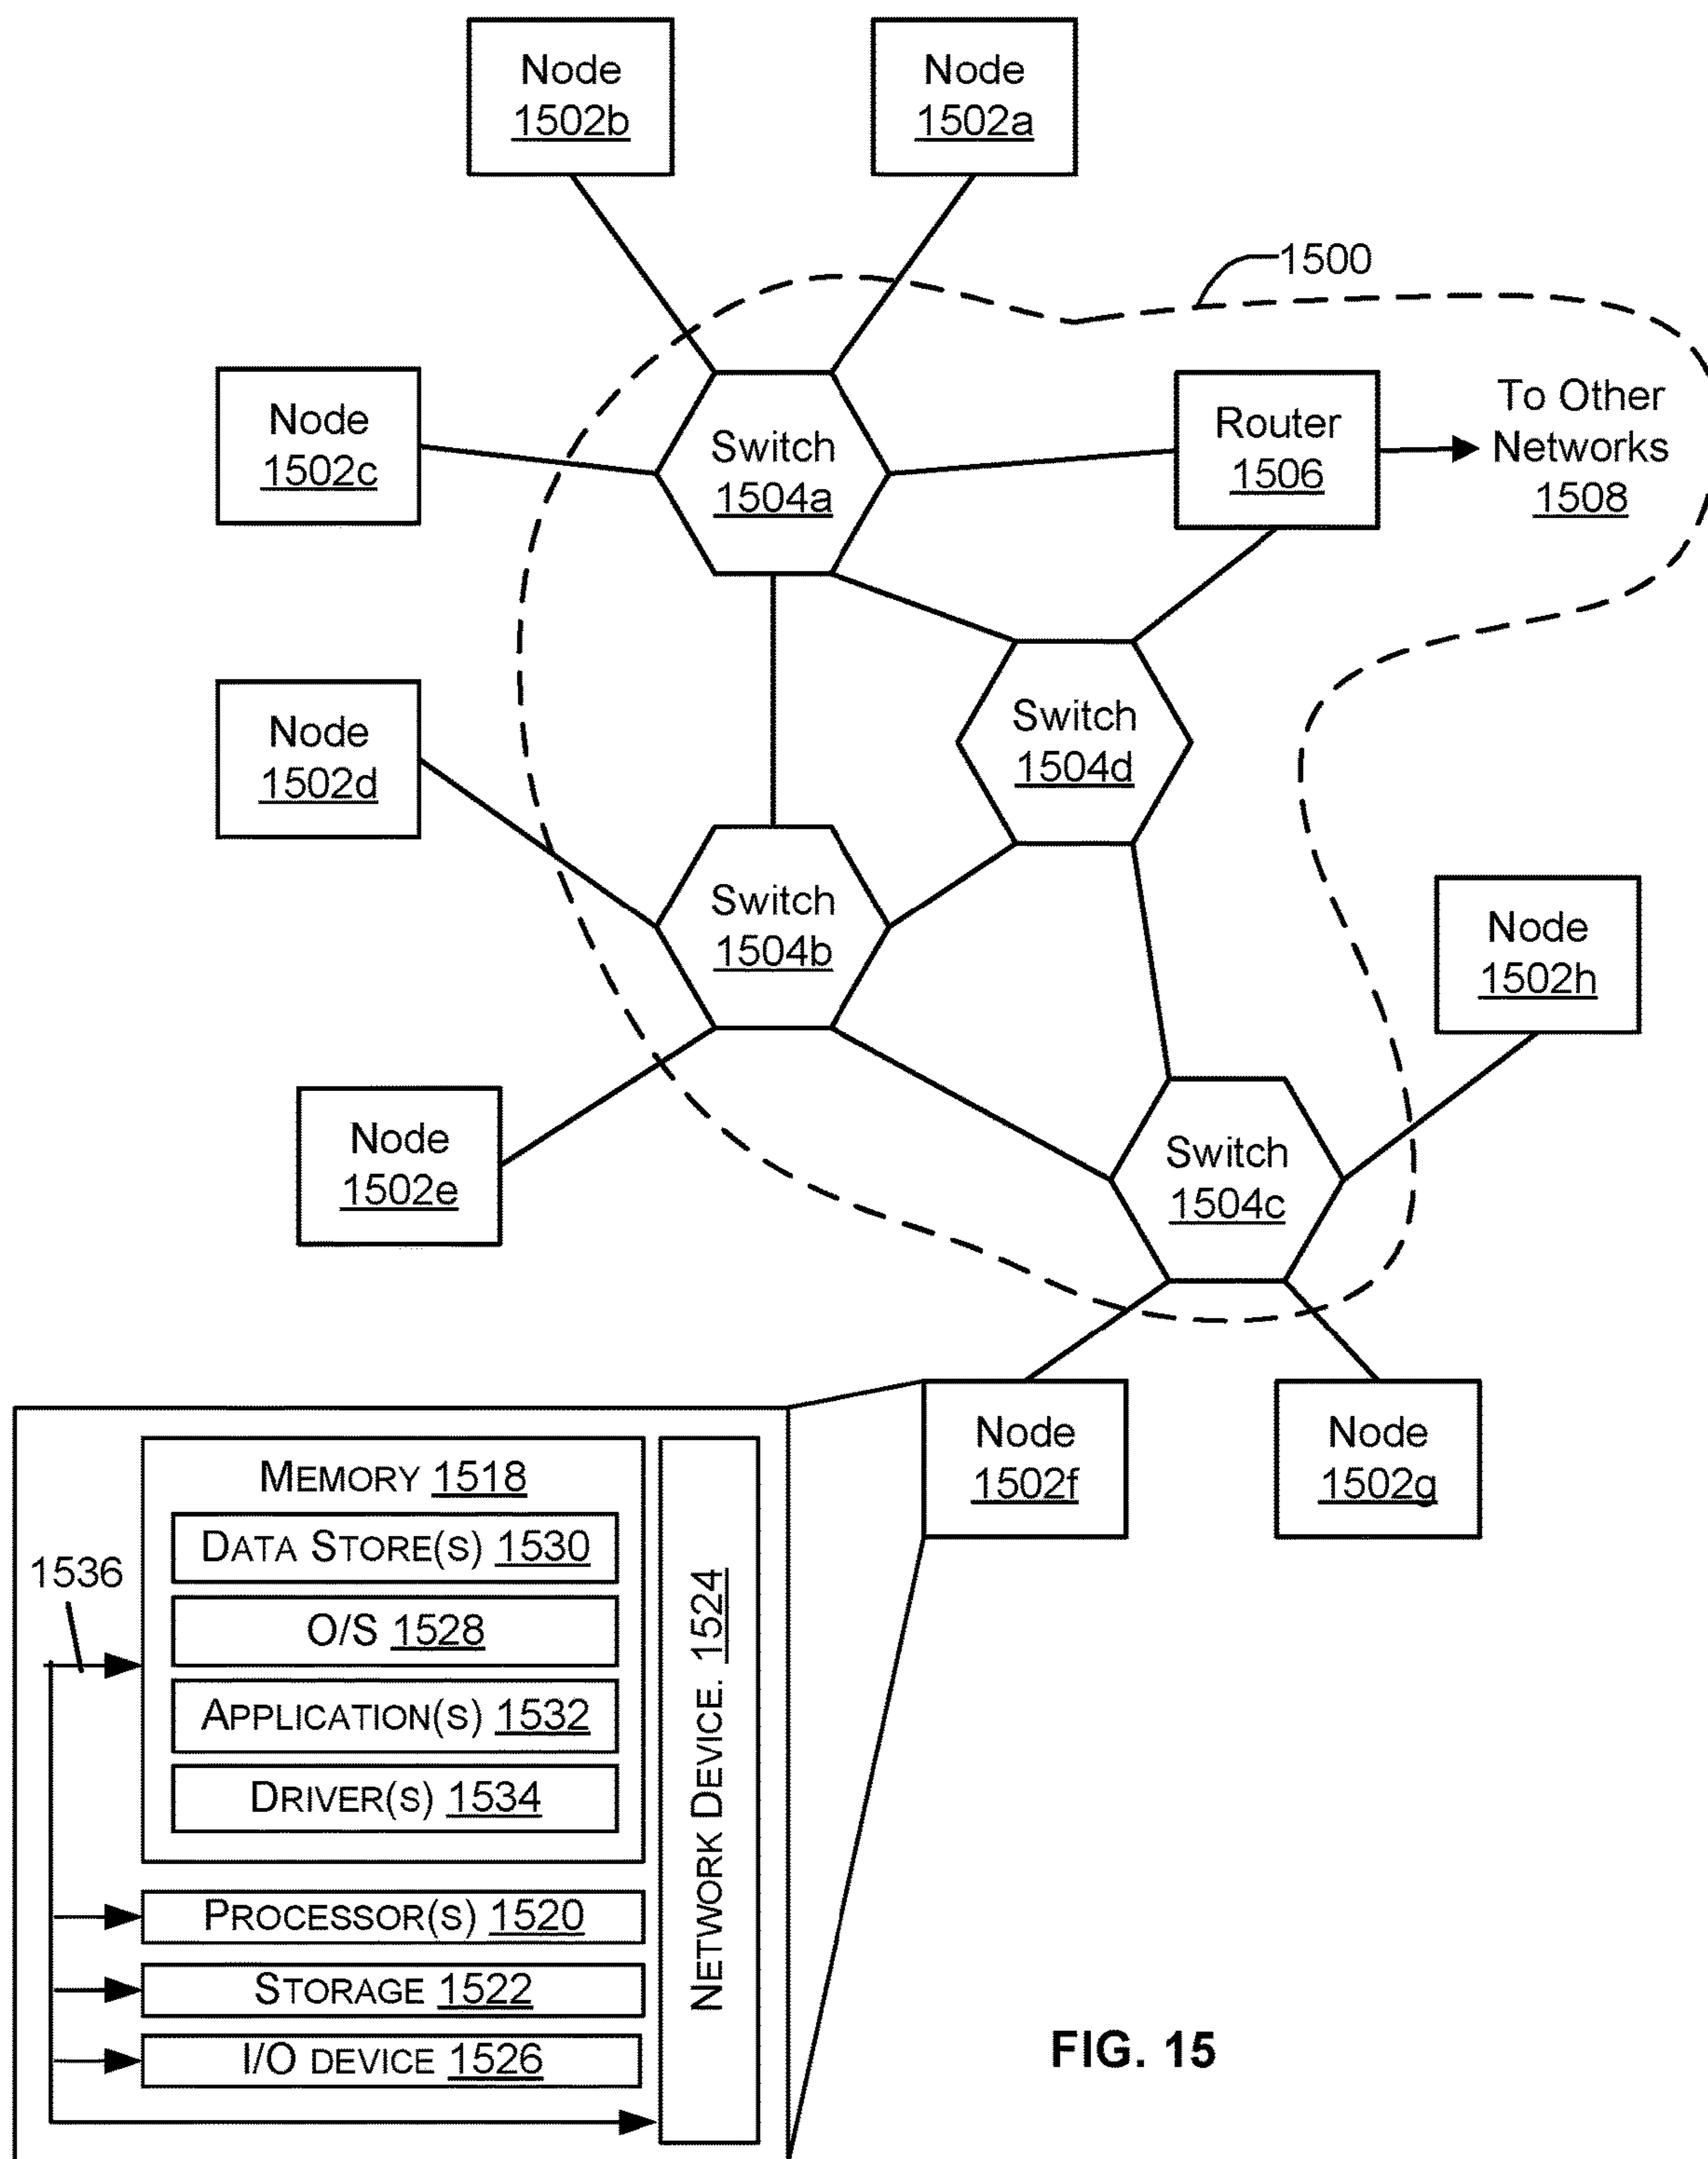 Node
1502b
Node
1502a
1500
Node
1502c
Switch
1504a
Router
1506
To Other
Networks
1508
Node
1502d
Switch
1504d
Switch
1504b
Node
1502h
Node
1502e
Switch
1504c
Node
1502f
Node
1502g
MEMORY 1518
DATA STORE(S) 1530
1536
O/S 1528
APPLICATION(S) 1532
DRIVER(S) 1534
PROCESSOR(S) 1520
STORAGE 1522
I/O DEVICE 1526
NETWORK DEVICE. 1524
FIG. 15